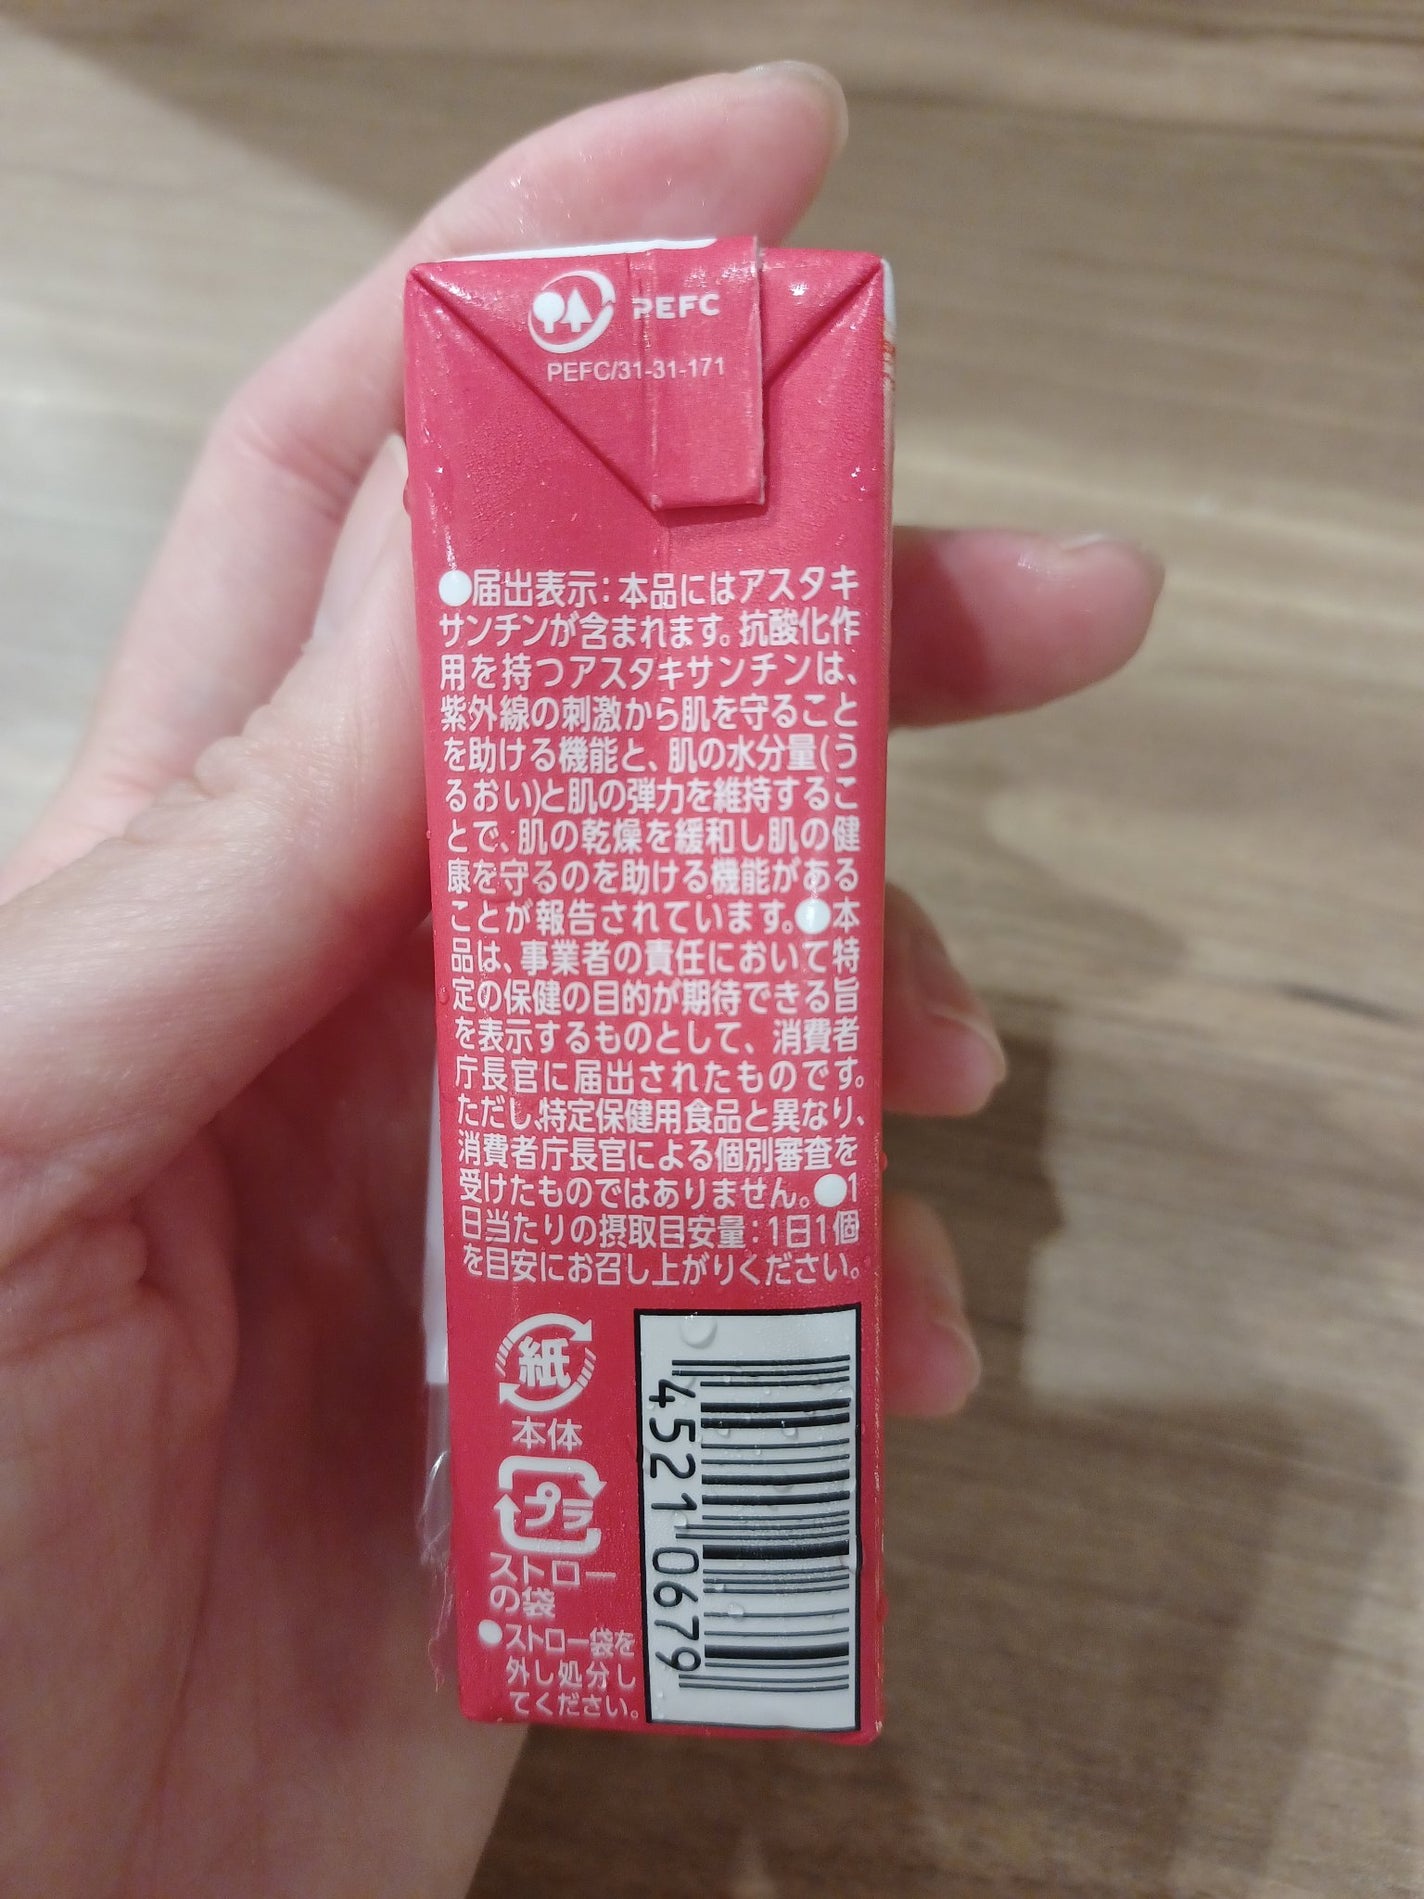 PEFC
PEFC/31-31-171
●届出表示：本品にはアスタキ
サンチンが含まれます。抗酸化作
用を持つアスタキサンチンは、
紫外線の刺激から肌を守ること
を助ける機能と、肌の水分量(う
るおい)と肌の弾力を維持するこ
とで、肌の乾燥を緩和し肌の健
康を守るのを助ける機能がある
ことが報告されています。●本
品は、事業者の責任において特
定の保健の目的が期待できる旨
を表示するものとして、消費者
庁長官に届出されたものです。
ただし、特定保健用食品と異なり、
消費者庁長官による個別審査を
受けたものではありません。●1
日当たりの摂取目安量：1日1個
を目安にお召し上がりください。
紙
本体
プラ
ストロー
の袋
●ストロー袋を
外し処分し
てください。
4521 0679